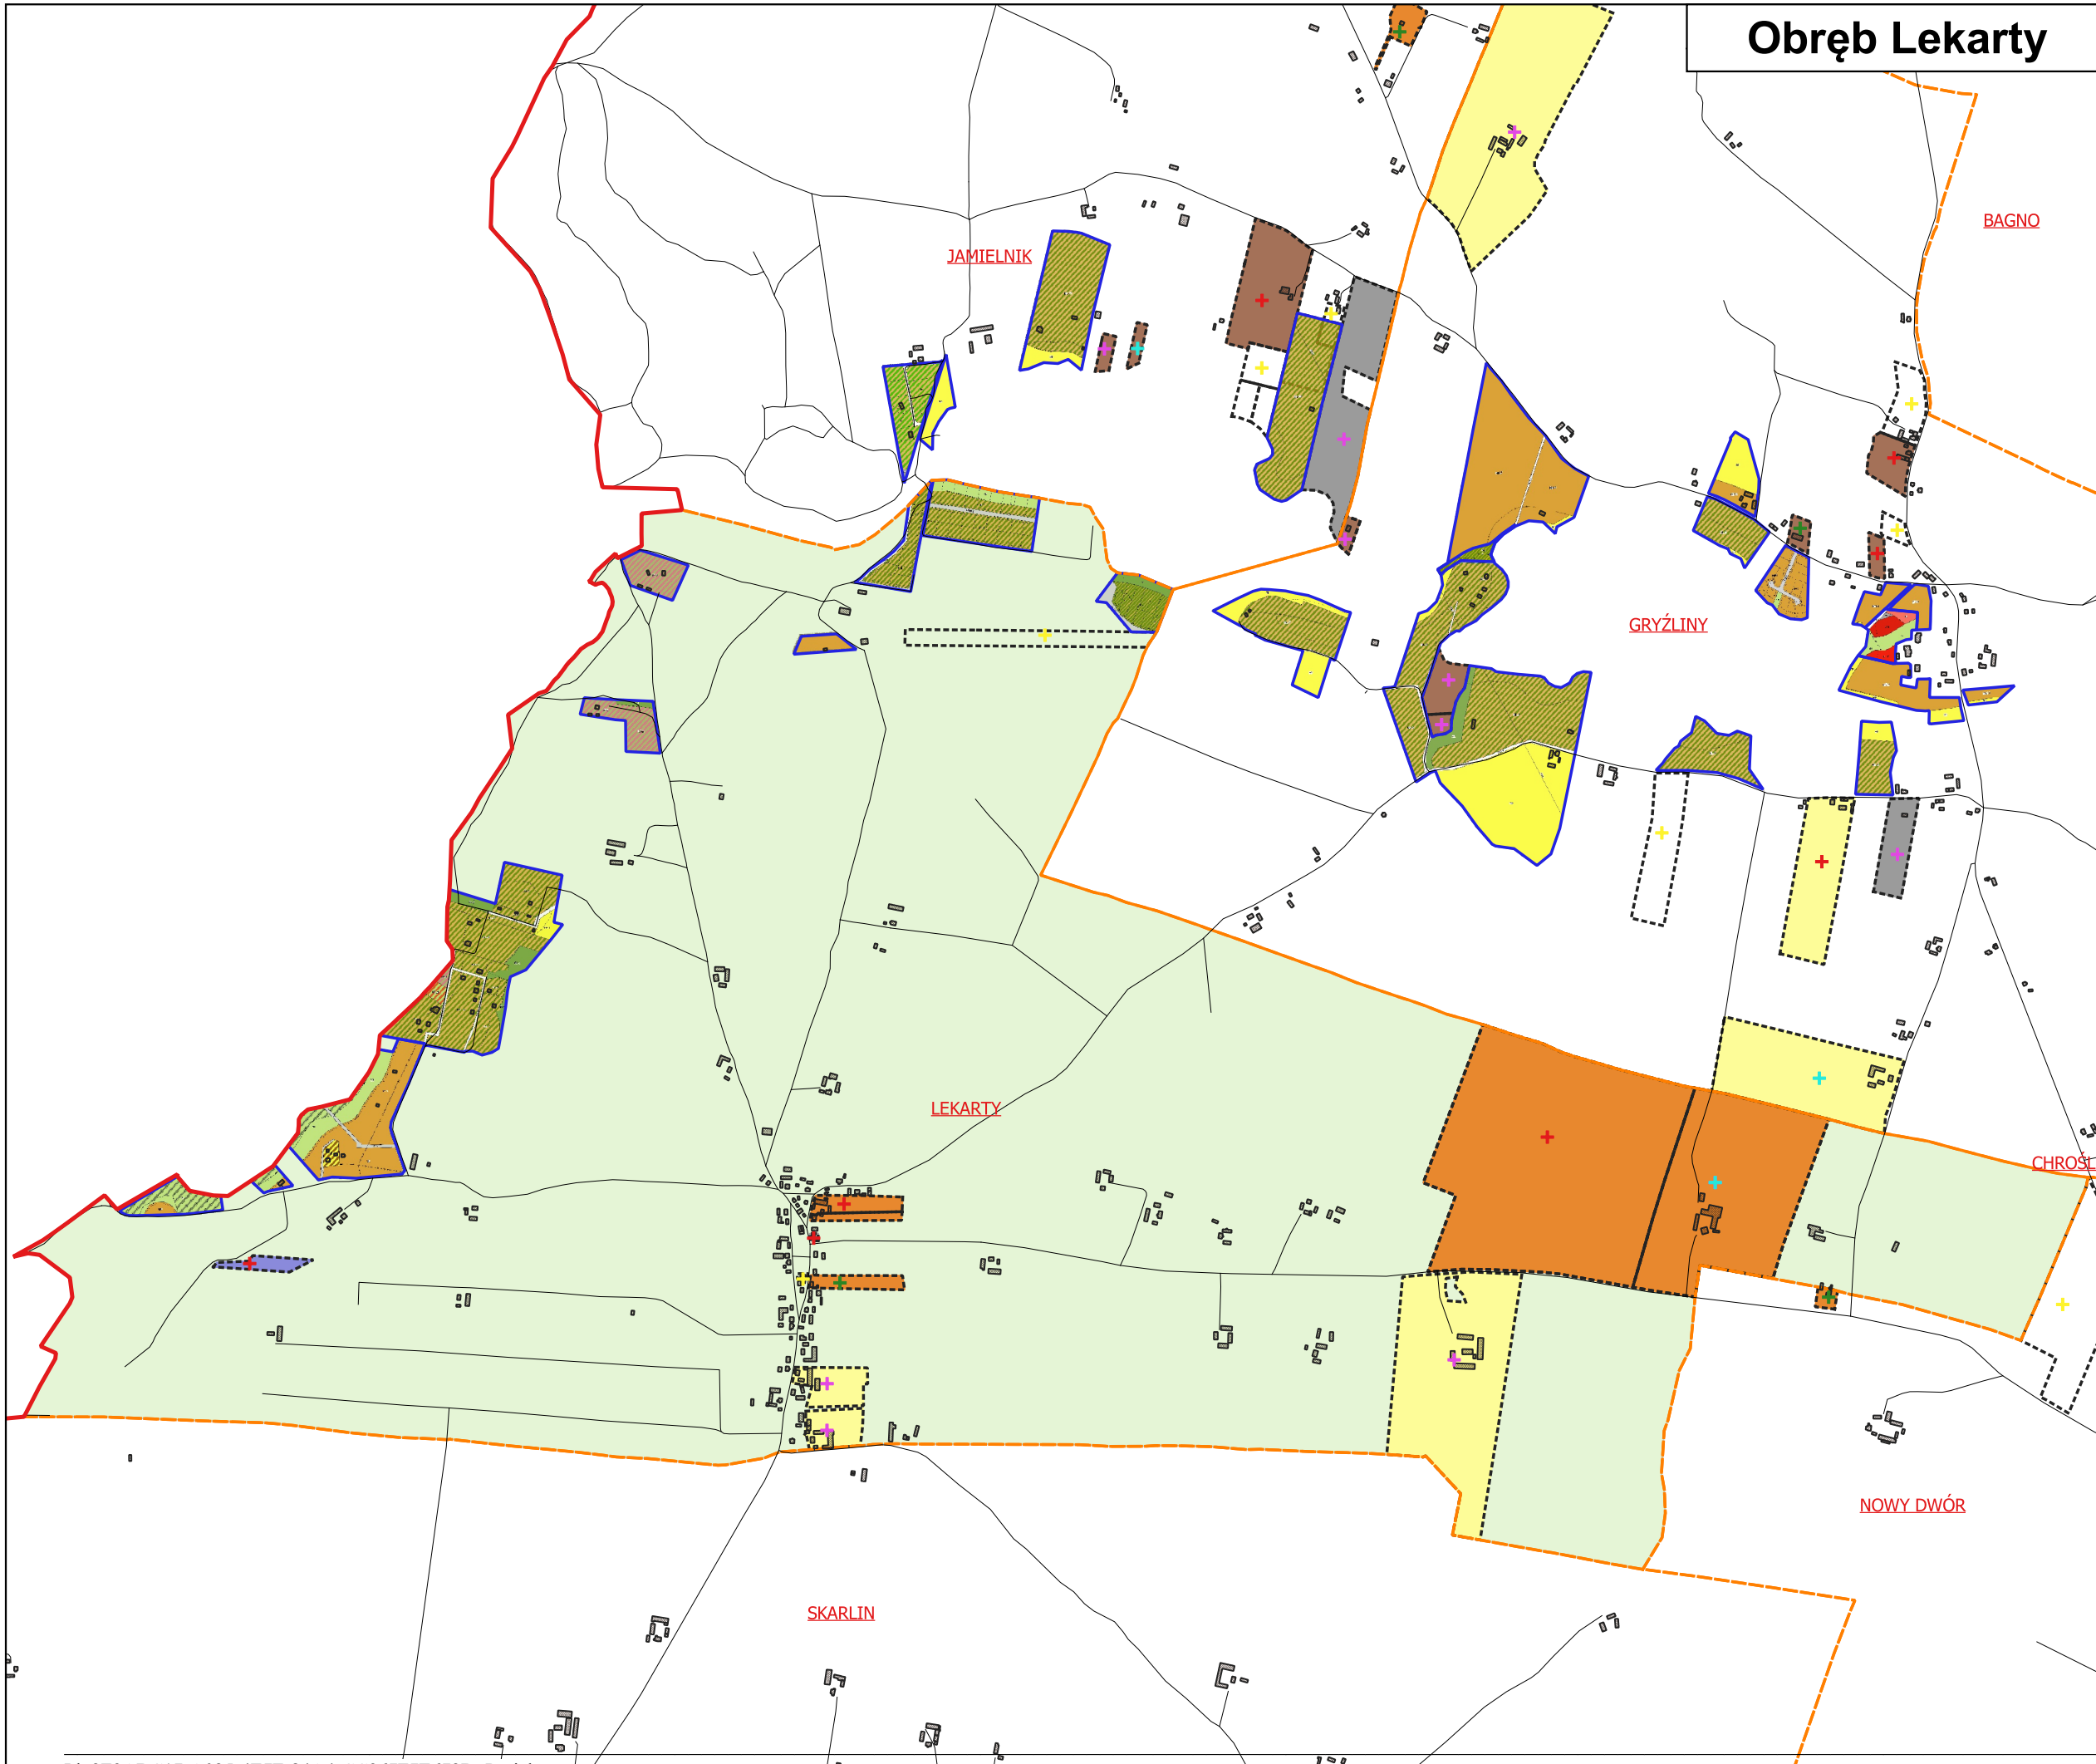 Obręb Lekarty
BAGNO
JAMIELNIK
GRYŹLINY
LEKARTY
CHROŚL
NOWY DWÓR
SKARLIN